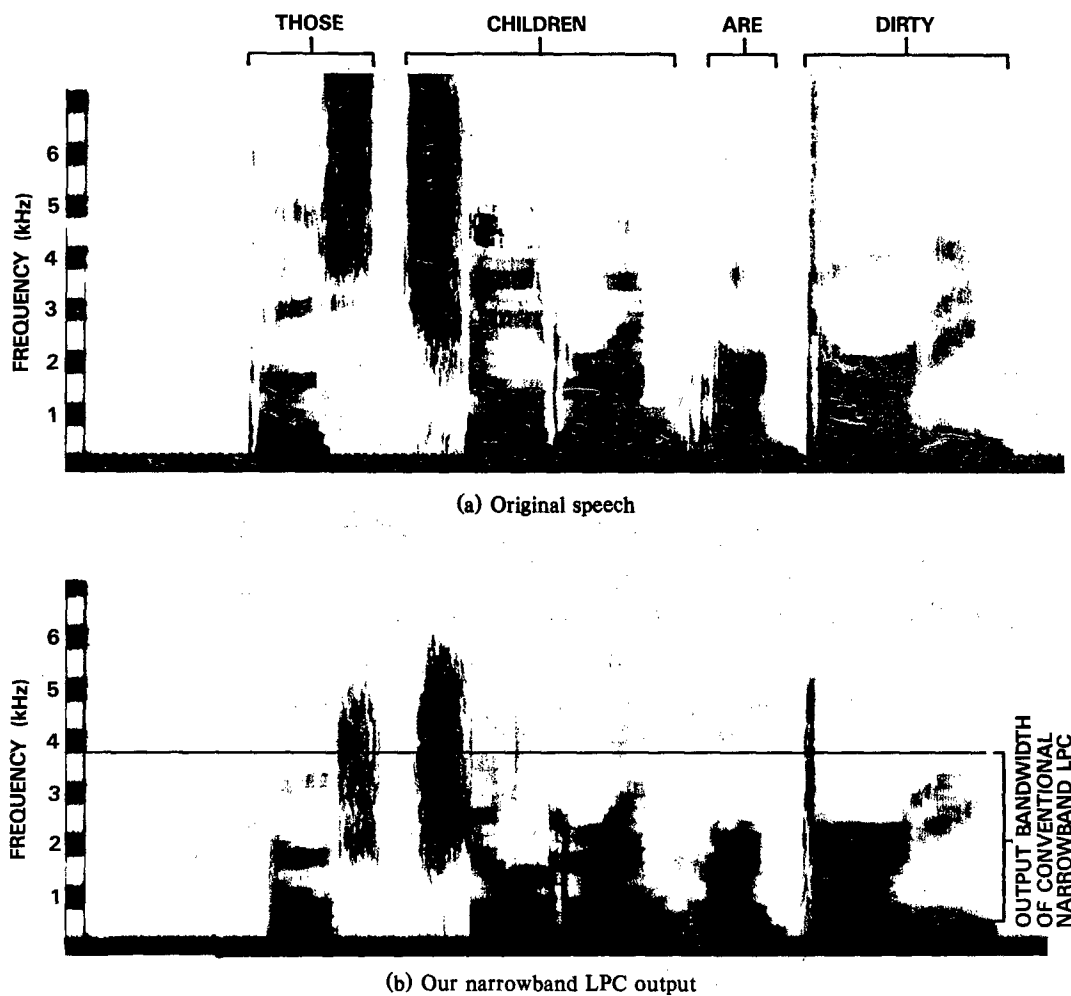 THOSE CHILDREN ARE DIRTY
FREQUENCY (kHz)
6
5
4
3
2
1
(a) Original speech
FREQUENCY (kHz)
6
5
4
3
2
1
OUTPUT BANDWIDTH
OF CONVENTIONAL
NARROWBAND LPC
(b) Our narrowband LPC output